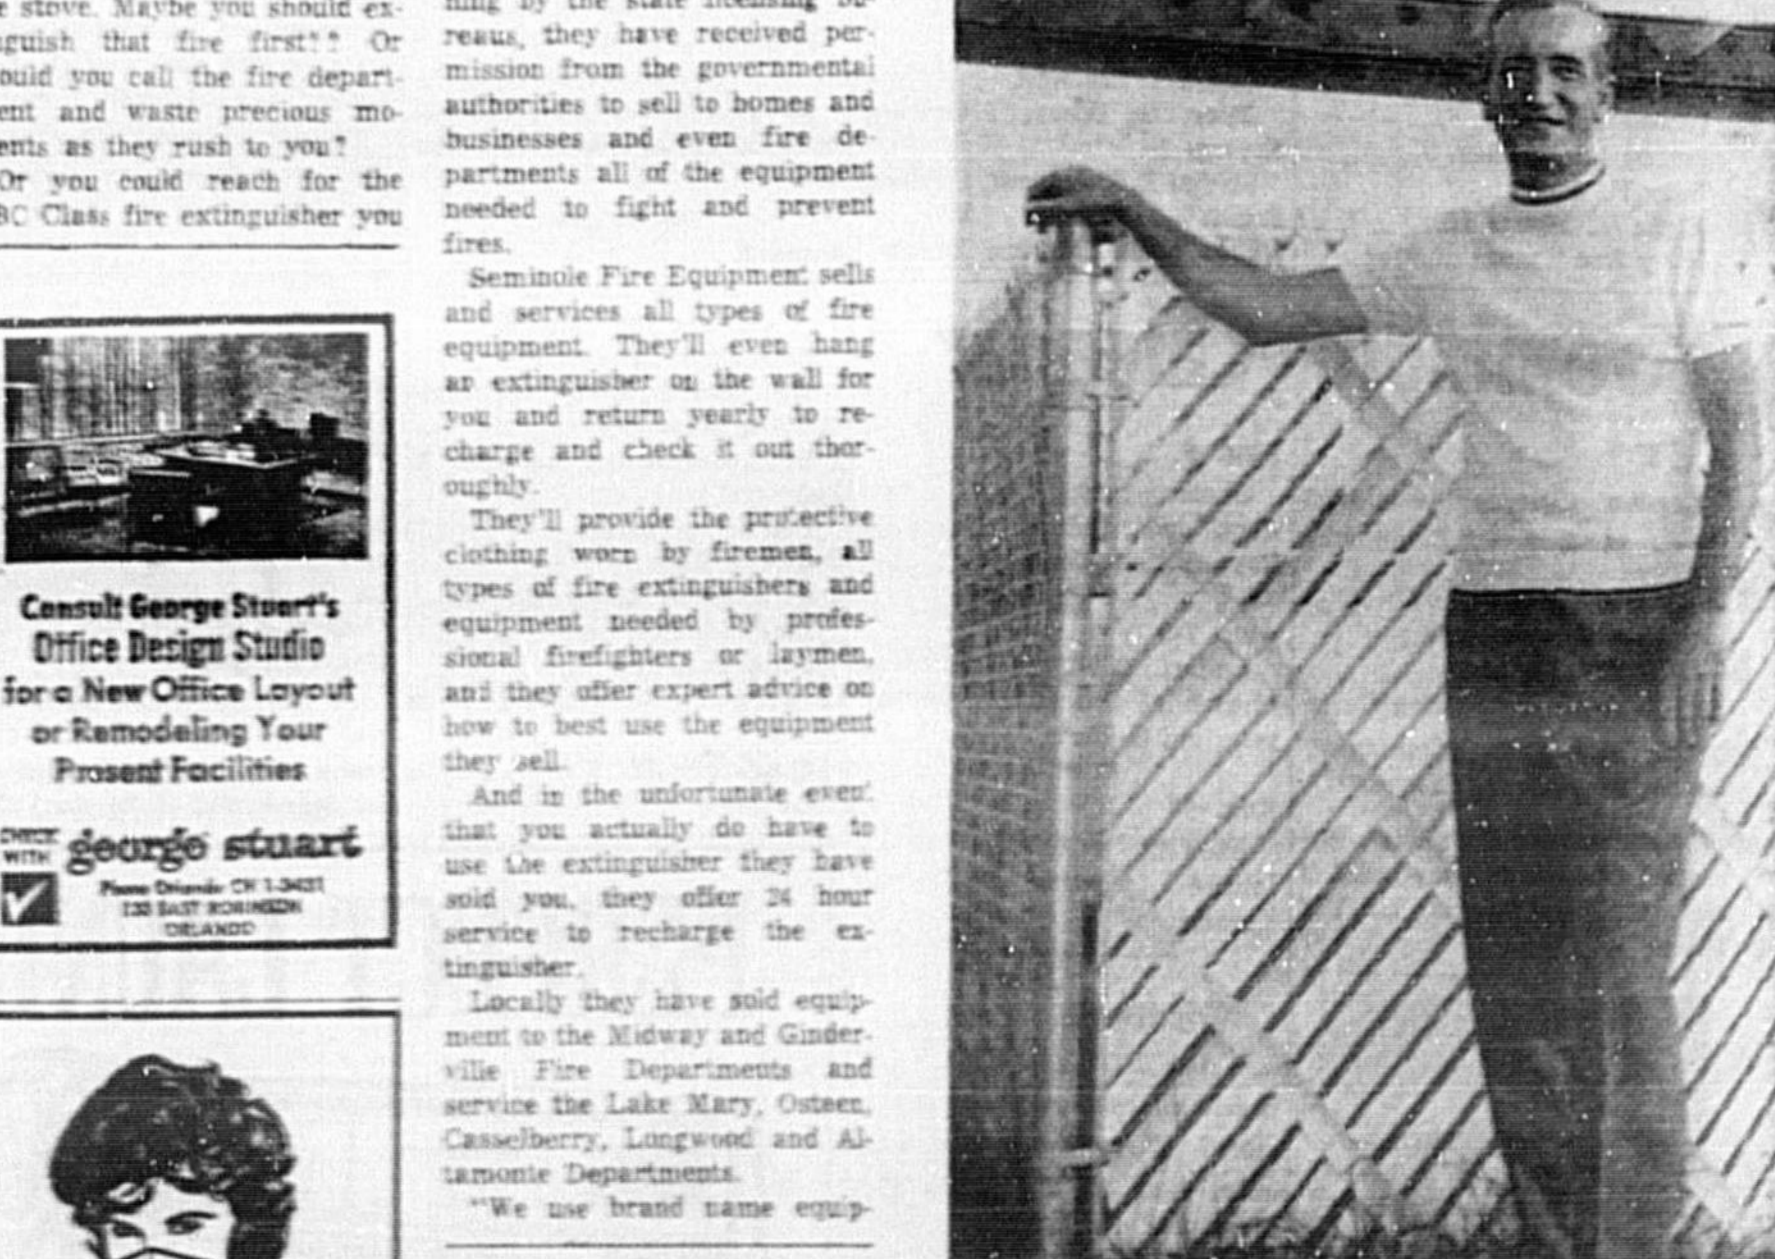 e stove. Maybe you should ex-
guish that fire first?? Or
ould you call the fire depart-
ent and waste precious mo-
ents as they rush to you?
Or you could reach for the
BC Class fire extinguisher you
Consult George Stuart's
Office Design Studio
for a New Office Layout
or Remodeling Your
Present Facilities
CHECK
WITH
george stuart
Phone Orlando CH 1-3431
133 EAST ROBINSON
ORLANDO
ning by the state licensing bu-
reaus, they have received per-
mission from the governmental
authorities to sell to homes and
businesses and even fire de-
partments all of the equipment
needed to fight and prevent
fires.
Seminole Fire Equipment sells
and services all types of fire
equipment. They'll even hang
an extinguisher on the wall for
you and return yearly to re-
charge and check it out thor-
oughly.
They'll provide the protective
clothing worn by firemen, all
types of fire extinguishers and
equipment needed by profes-
sional firefighters or laymen,
and they offer expert advice on
how to best use the equipment
they sell.
And in the unfortunate event
that you actually do have to
use the extinguisher they have
sold you, they offer 24 hour
service to recharge the ex-
tinguisher.
Locally they have sold equip-
ment to the Midway and Ginder-
ville Fire Departments and
service the Lake Mary, Osteen,
Casselberry, Longwood and Al-
tamonte Departments.
"We use brand name equip-